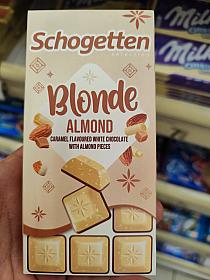 Schogetten
Blonde
ALMOND
CARAMEL FLAVOURED WHITE CHOCOLATE
WITH ALMOND PIECES
Milka